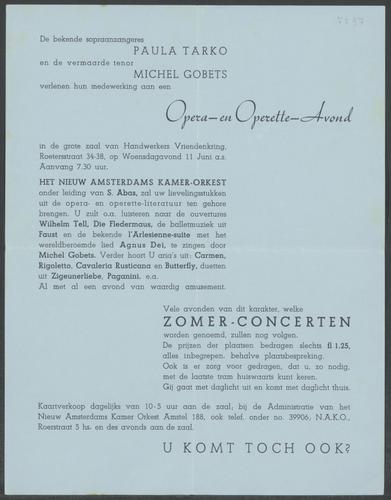 De bekende sopraanzangeres
PAULA TARKO
en de vermaarde tenor
MICHEL GOBETS
verlenen hun medewerking aan een
Opera-en Operette-Avond
in de grote zaal van Handwerkers Vriendenkring,
Roetersstraat 34-38, op Woensdagavond 11 Juni a.s.
Aanvang 7.30 uur.
HET NIEUW AMSTERDAMS KAMER-ORKEST
onder leiding van S. Abas, zal uw lievelingsstukken
uit de opera- en operette-literatuur ten gehore
brengen. U zult o.a. luisteren naar de ouvertures
Wilhelm Tell, Die Fledermaus, de balletmuziek uit
Faust en de bekende l'Arlesienne-suite met het
wereldberoemde lied Agnus Dei, te zingen door
Michel Gobets. Verder hoort U aria's uit: Carmen,
Rigoletto, Cavaleria Rusticana en Butterfly, duetten
uit Zigeunerliebe, Paganini. e.a.
Al met al een avond van waardig amusement.
Vele avonden van dit karakter, welke
ZOMER-CONCERTEN
worden genoemd, zullen nog volgen.
De prijzen der plaatsen bedragen slechts fl 1.25,
alles inbegrepen, behalve plaatsbespreking.
Ook is er zorg voor gedragen, dat u, zo nodig,
met de laatste tram huiswaarts kunt keren.
Gij gaat met daglicht uit en komt met daglicht thuis.
Kaartverkoop dagelijks van 10-5 uur aan de zaal; bij de Administratie van het
Nieuw Amsterdams Kamer Orkest Amstel 188, ook telef. onder no. 39906, N.A.K.O.,
Roerstraat 5 hs. en des avonds aan de zaal.
U KOMT TOCH OOK?